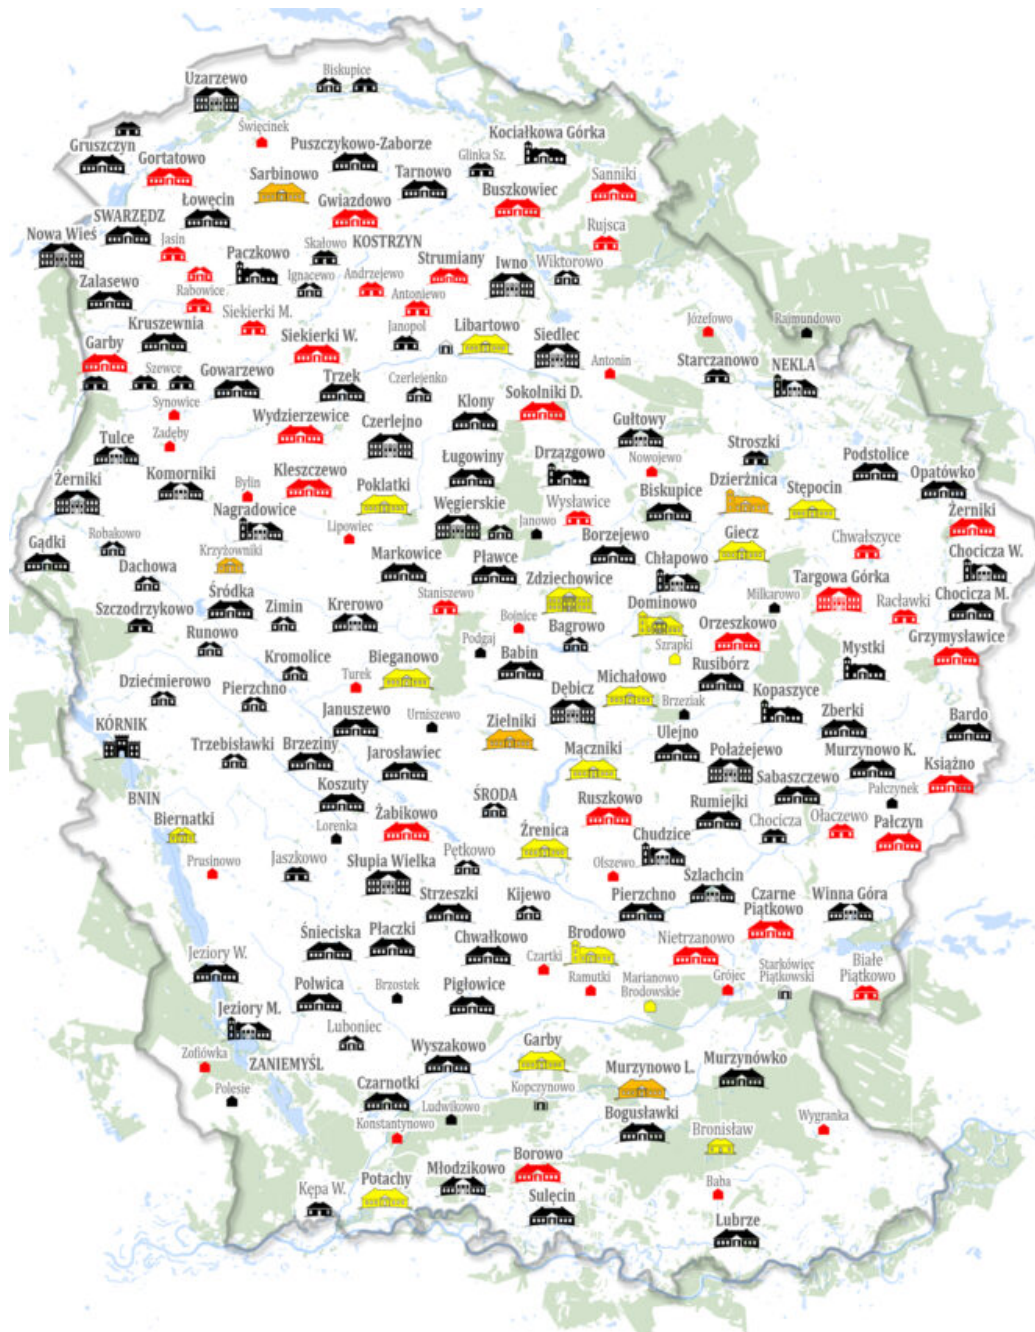 Uzarzewo
Biskupice
Święcinek
Gruszczyn
Gortatowo
Puszczykowo-Zaborze
Kociałkowa Górka
Glinka Sz.
Sarbinowo
Tarnowo
Sanniki
Buszkowiec
Łowęcin
Gwiazdowo
SWARZĘDZ
Nowa Wieś
Jasin
Paczkowo
Skałowo
KOSTRZYN
Rujsca
Strumiany
Iwno
Wiktorowo
Zalasewo
Rabowice
Ignacewo
Andrzejewo
Antoniewo
Siekierki M.
Kruszewnia
Siekierki W.
Janopol
Libartowo
Siedlec
Józefowo
Rajmundowo
Garby
Szewce
Gowarzewo
Trzek
Czerlejenko
Antonin
Starczanowo
NEKLA
Synowice
Klony
Sokolniki D.
Zadęby
Wydzierzewice
Czerlejno
Gułtowy
Stroszki
Tulce
Komorniki
Kleszczewo
Ługowiny
Drzązgowo
Nowojewo
Podstolice
Opatówko
Żerniki
Bylin
Poklatki
Wysławice
Biskupice
Dzierżnica
Stępocin
Nagradowice
Węgierskie
Janowo
Żerniki
Robakowo
Lipowiec
Borzejewo
Giecz
Chwałszyce
Gądki
Krzyżowniki
Markowice
Pławce
Chłapowo
Chocicza W.
Dachowa
Zdziechowice
Targowa Górka
Śródka
Zimin
Krerowo
Staniszewo
Bojnice
Dominowo
Milkarowo
Racławki
Chocicza M.
Szczodrzykowo
Runowo
Podgaj
Bagrowo
Szrapki
Orzeszkowo
Grzymysławice
Kromolice
Turek
Bieganowo
Babin
Rusibórz
Mystki
Dziećmierowo
Pierzchno
Dębicz
Michałowo
Brzeziak
Kopaszyce
KÓRNIK
Januszewo
Urniszewo
Zielniki
Ulejno
Zberki
Bardo
Trzebisławki
Brzeziny
Jarosławiec
Mączniki
Połażejewo
Murzynowo K.
Książno
Sabaszczewo
Pałczynek
BNIN
Koszuty
ŚRODA
Biernatki
Lorenka
Żabikowo
Ruszkowo
Rumiejki
Chocicza
Olaczewo
Pałczyn
Żrenica
Chudzice
Prusinowo
Jaszkowo
Słupia Wielka
Pętkowo
Olszewo
Szlachcin
Strzeszki
Kijewo
Pierzchno
Czarne
Piątkowo
Winna Góra
Śnieciska
Płaczki
Chwałkowo
Brodowo
Nietrzanowo
Jeziory W.
Czartki
Ramutki
Marianowo
Brodowskie
Grójec
Starkówiec
Piątkowski
Białe
Piątkowo
Polwica
Brzostek
Pigłowice
Jeziory M.
Luboniec
Zofiówka
ZANIEMYŚL
Wyszakowo
Garby
Murzynowo L.
Murzynówko
Polesie
Czarnotki
Ludwikowo
Kopczynowo
Konstantynowo
Bogusławki
Bronisław
Wygranka
Kępa W.
Potachy
Młodzikowo
Borowo
Baba
Sulęcin
Lubrze